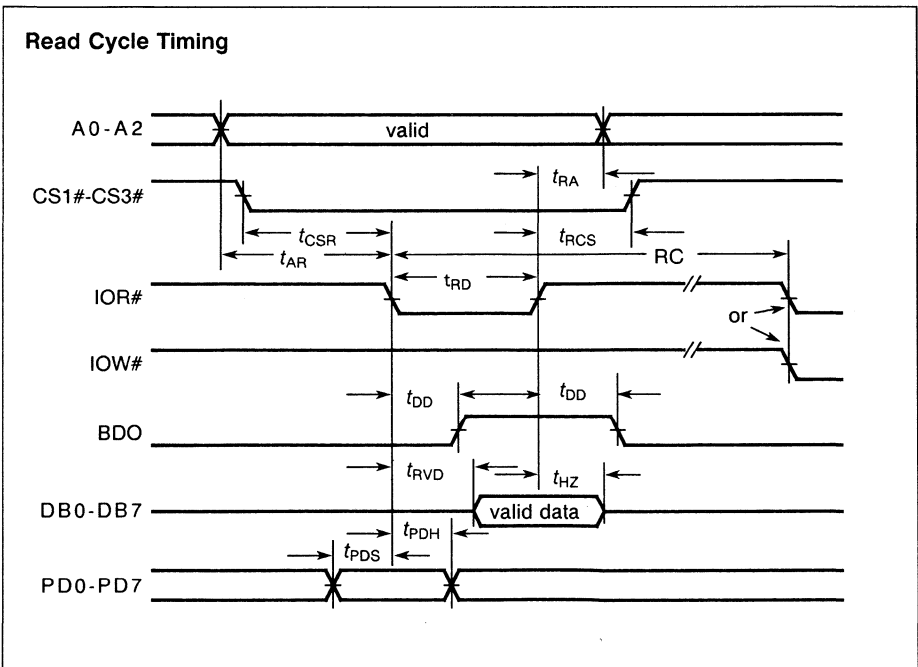 Read Cycle Timing
A0-A2
valid
CS1#-CS3#
tRA
tCSR
tRCS
tAR
RC
tRD
IOR#
or
IOW#
tDD
tDD
BDO
tRVD
tHZ
DB0-DB7
valid data
tPDH
tPDS
PD0-PD7